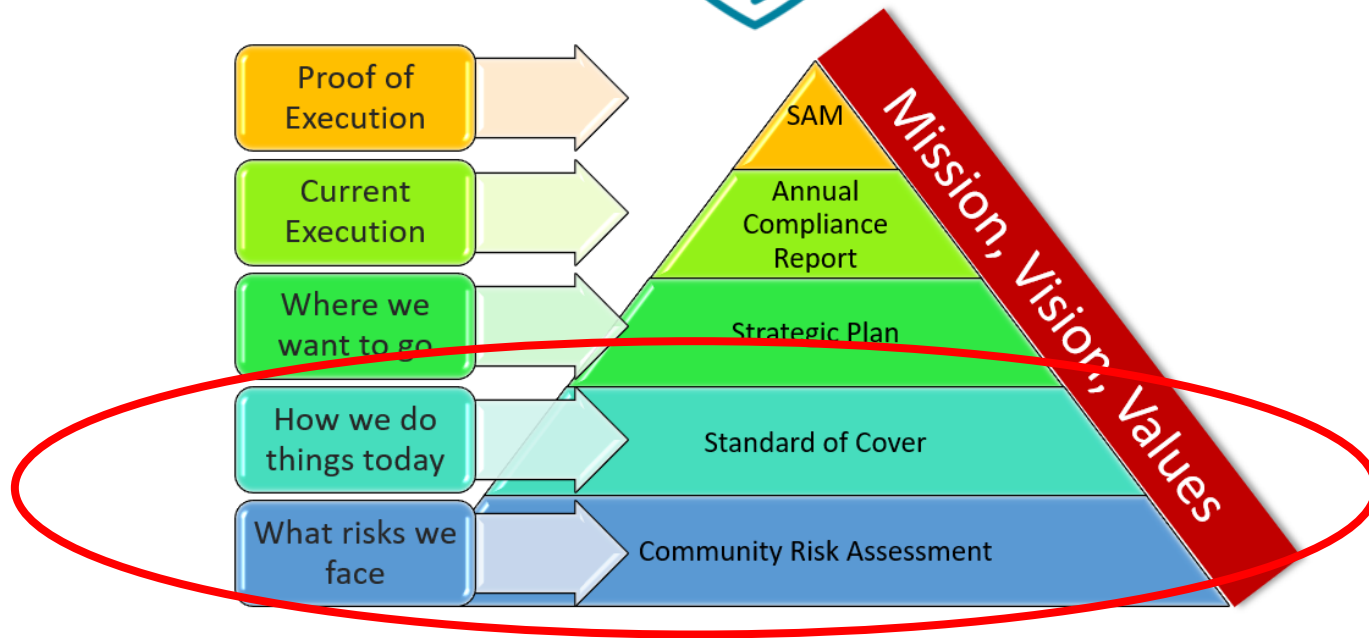 Proof of
Execution
SAM
Current
Execution
Annual
Compliance
Report
Where we
want to go
Strategic Plan
How we do
things today
Standard of Cover
What risks we
face
Community Risk Assessment
Mission, Vision, Values